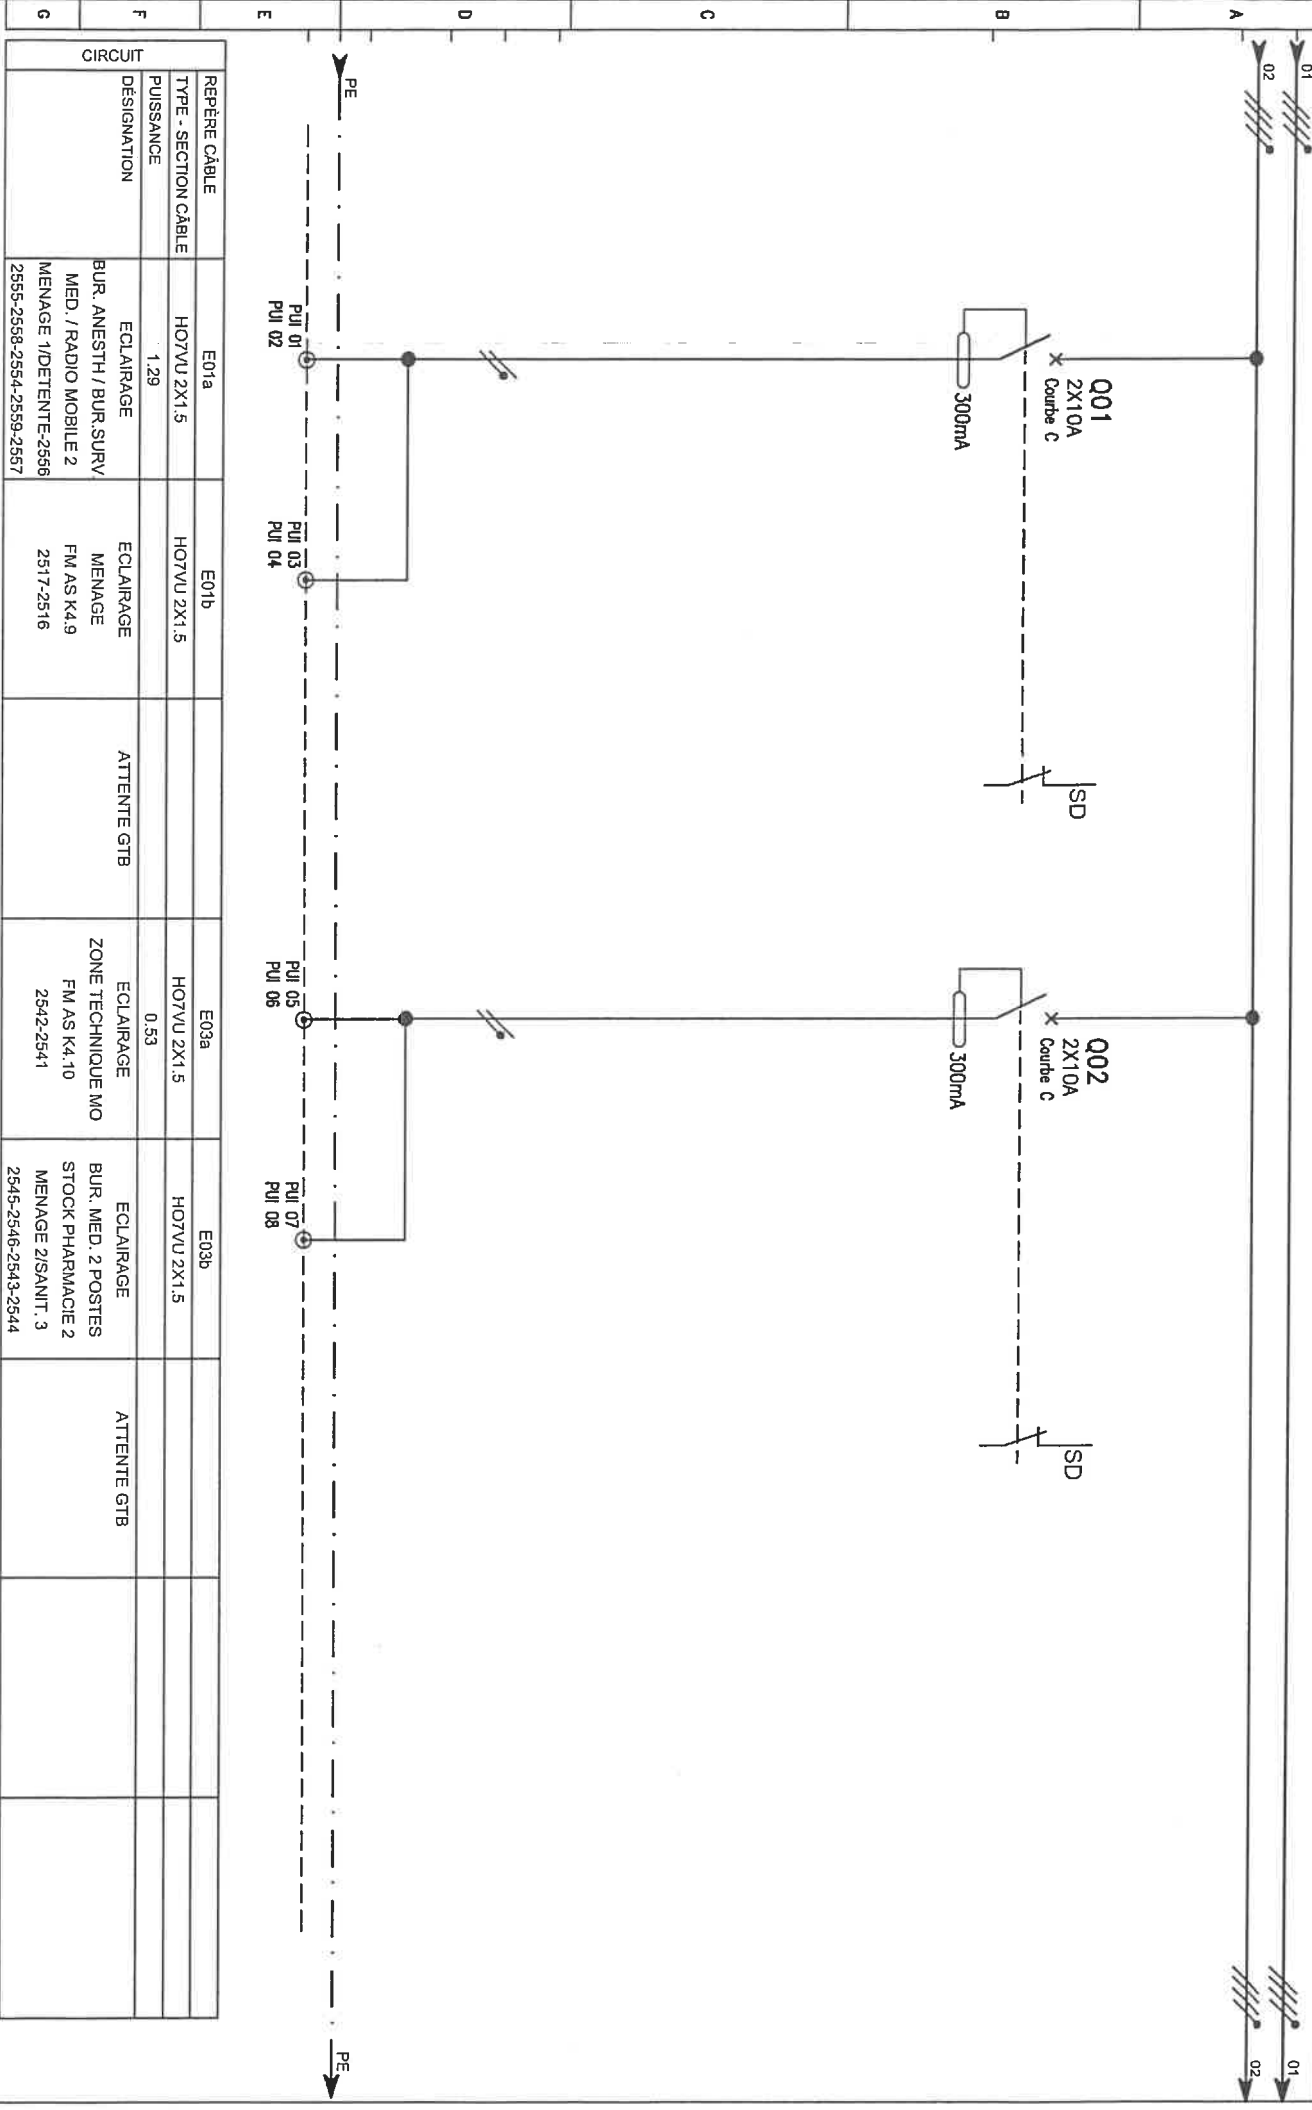 A
B
C
D
E
F
G
01
02
01
02
Q01
2X10A
Courbe C
300mA
SD
Q02
2X10A
Courbe C
300mA
SD
PE
PE
PUI 01
PUI 02
PUI 03
PUI 04
PUI 05
PUI 06
PUI 07
PUI 08
CIRCUIT
REPÈRE CÂBLE
E01a
E01b
E03a
E03b
TYPE - SECTION CÂBLE
HO7VU 2X1.5
HO7VU 2X1.5
HO7VU 2X1.5
HO7VU 2X1.5
PUISSANCE
1.29
0.53
DÉSIGNATION
ECLAIRAGE
BUR. ANESTH / BUR.SURV.
MED. / RADIO MOBILE 2
MENAGE 1/DETENTE-2556
2555-2558-2554-2559-2557
ECLAIRAGE
MENAGE
FM AS K4.9
2517-2516
ATTENTE GTB
ECLAIRAGE
ZONE TECHNIQUE MO
FM AS K4.10
2542-2541
ECLAIRAGE
BUR. MED. 2 POSTES
STOCK PHARMACIE 2
MENAGE 2/SANIT. 3
2545-2546-2543-2544
ATTENTE GTB